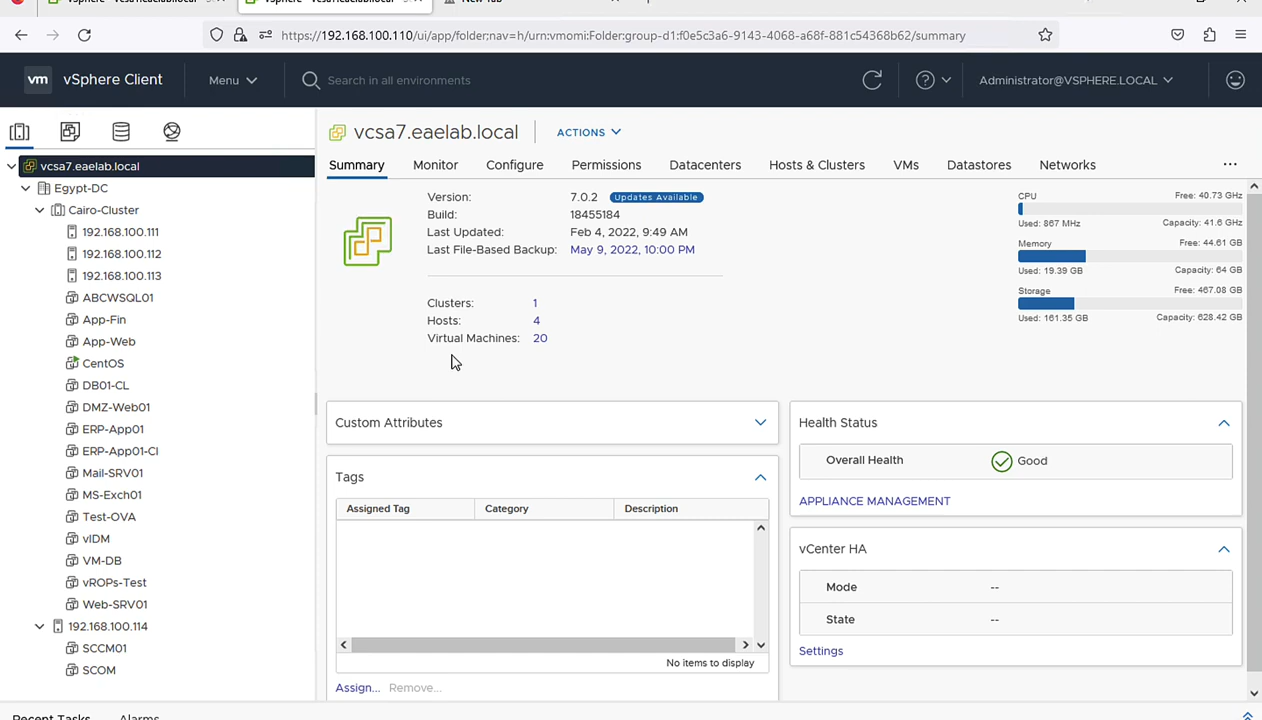 New Tab
https://192.168.100.110/ui/app/folder;nav=h/urn:vmomi:Folder:group-d1:f0e5c3a6-9143-4068-a68f-881c54368b62/summary
vm vSphere Client Menu Search in all environments Administrator@VSPHERE.LOCAL
vcsa7.eaelab.local
Egypt-DC
Cairo-Cluster
192.168.100.111
192.168.100.112
192.168.100.113
ABCWSQL01
App-Fin
App-Web
CentOS
DB01-CL
DMZ-Web01
ERP-App01
ERP-App01-Cl
Mail-SRV01
MS-Exch01
Test-OVA
vIDM
VM-DB
vROPs-Test
Web-SRV01
192.168.100.114
SCCM01
SCOM
vcsa7.eaelab.local ACTIONS
Summary Monitor Configure Permissions Datacenters Hosts & Clusters VMs Datastores Networks ...
Version: 7.0.2 Updates Available
Build: 18455184
Last Updated: Feb 4, 2022, 9:49 AM
Last File-Based Backup: May 9, 2022, 10:00 PM
Clusters: 1
Hosts: 4
Virtual Machines: 20
CPU Free: 40.73 GHz
Used: 867 MHz Capacity: 41.6 GHz
Memory Free: 44.61 GB
Used: 19.39 GB Capacity: 64 GB
Storage Free: 467.08 GB
Used: 161.35 GB Capacity: 628.42 GB
Custom Attributes
Tags
Assigned Tag Category Description
No items to display
Assign... Remove...
Health Status
Overall Health Good
APPLIANCE MANAGEMENT
vCenter HA
Mode --
State --
Settings
Recent Tasks Alarms